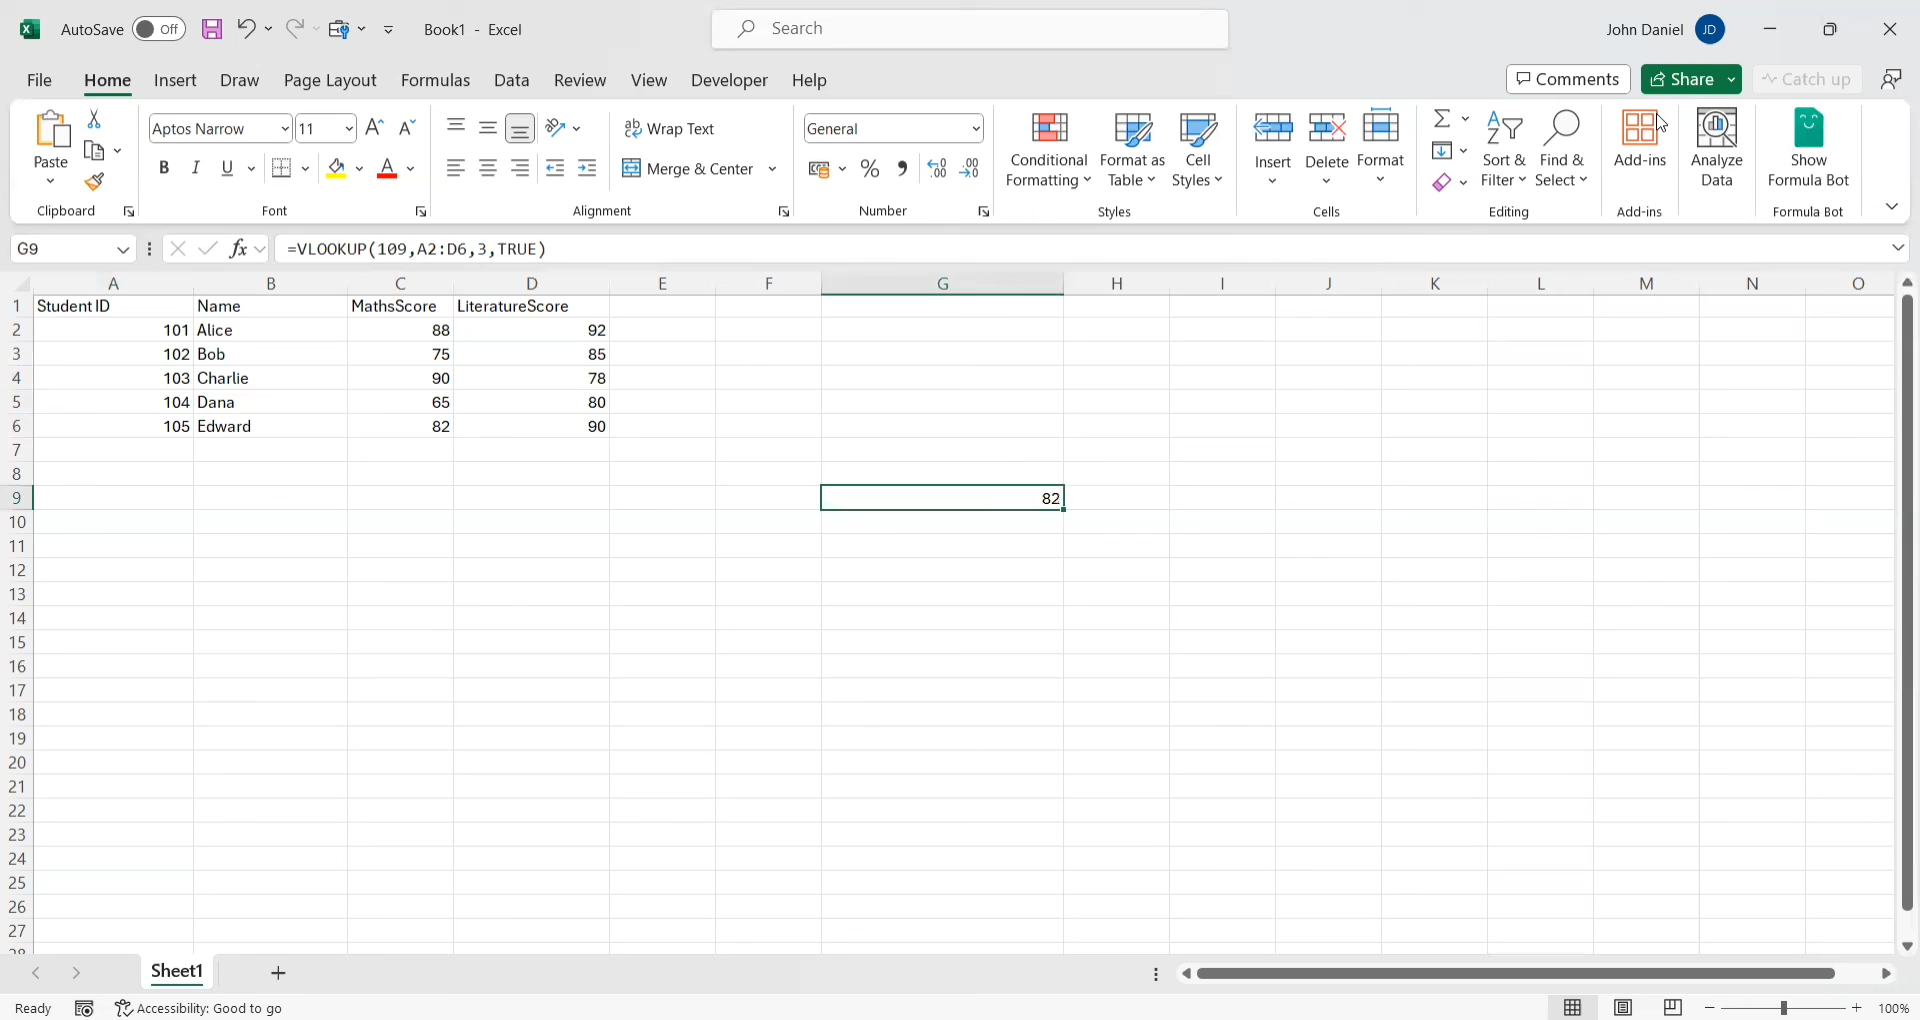 AutoSave Off Book1 - Excel Search John Daniel JD
File Home Insert Draw Page Layout Formulas Data Review View Developer Help Comments Share Catch up
Aptos Narrow 11 Wrap Text General
Paste B I U Merge & Center % Conditional Formatting Format as Table Cell Styles Insert Delete Format Sort & Filter Find & Select Add-ins Analyze Data Show Formula Bot
Clipboard Font Alignment Number Styles Cells Editing Add-ins Formula Bot
G9 fx =VLOOKUP(109,A2:D6,3,TRUE)
A B C D E F G H I J K L M N O
1 Student ID Name MathsScore LiteratureScore
2 101 Alice 88 92
3 102 Bob 75 85
4 103 Charlie 90 78
5 104 Dana 65 80
6 105 Edward 82 90
7
8
9 82
10
11
12
13
14
15
16
17
18
19
20
21
22
23
24
25
26
27
28
Sheet1 +
Ready Accessibility: Good to go 100%